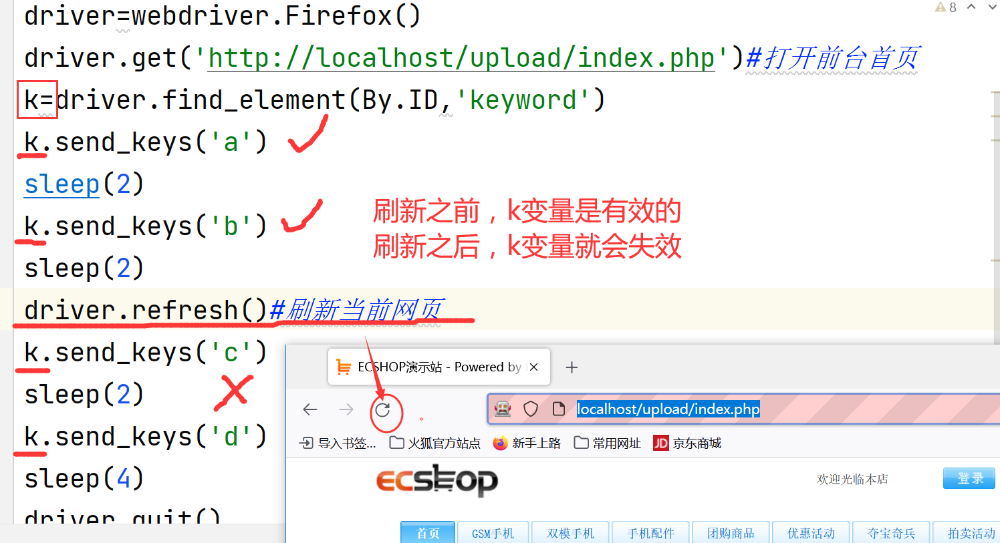 driver=webdriver.Firefox()
8
driver.get('http://localhost/upload/index.php')#打开前台首页
k=driver.find_element(By.ID,'keyword')
k.send_keys('a')
sleep(2)
k.send_keys('b')
刷新之前，k变量是有效的
刷新之后，k变量就会失效
sleep(2)
driver.refresh()#刷新当前网页
k.send_keys('c')
sleep(2)
k.send_keys('d')
sleep(4)
driver.quit()
ECSHOP演示站 - Powered by
localhost/upload/index.php
导入书签... 火狐官方站点 新手上路 常用网址 JD 京东商城
ECSHOP
欢迎光临本店 登录
首页 GSM手机 双模手机 手机配件 团购商品 优惠活动 夺宝奇兵 拍卖活动